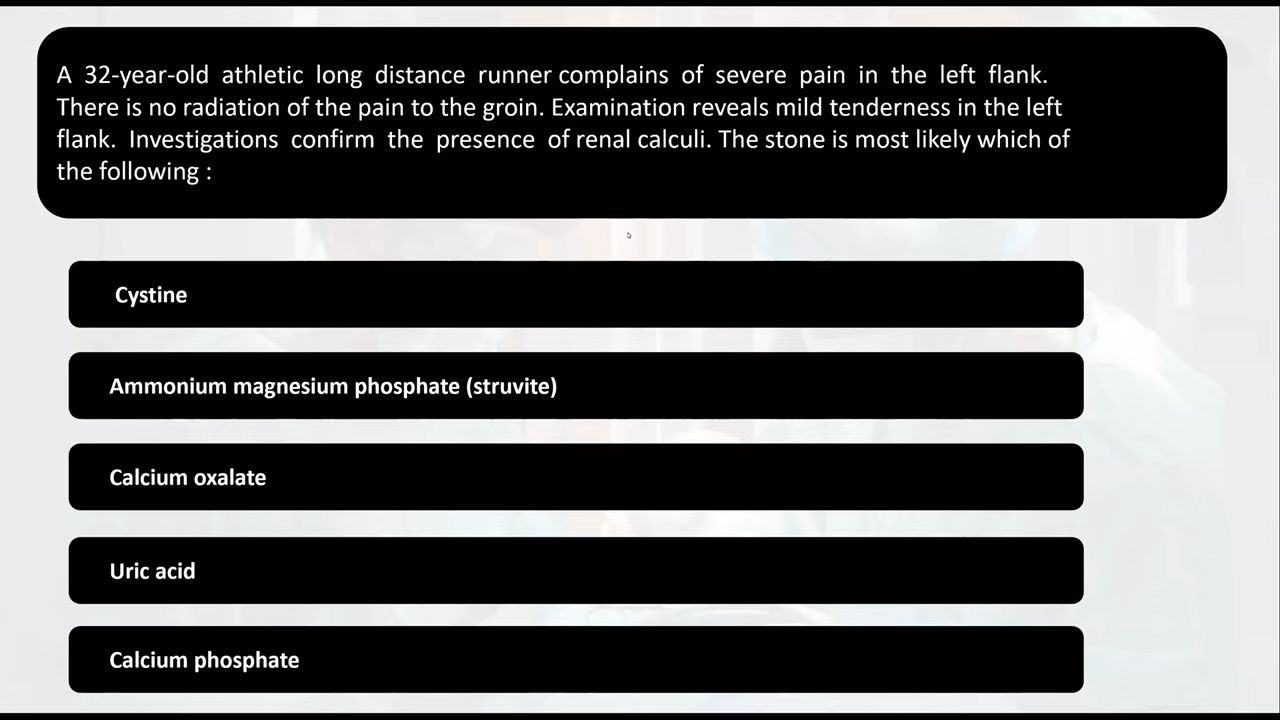 A 32-year-old athletic long distance runner complains of severe pain in the left flank.
There is no radiation of the pain to the groin. Examination reveals mild tenderness in the left
flank. Investigations confirm the presence of renal calculi. The stone is most likely which of
the following :
Cystine
Ammonium magnesium phosphate (struvite)
Calcium oxalate
Uric acid
Calcium phosphate